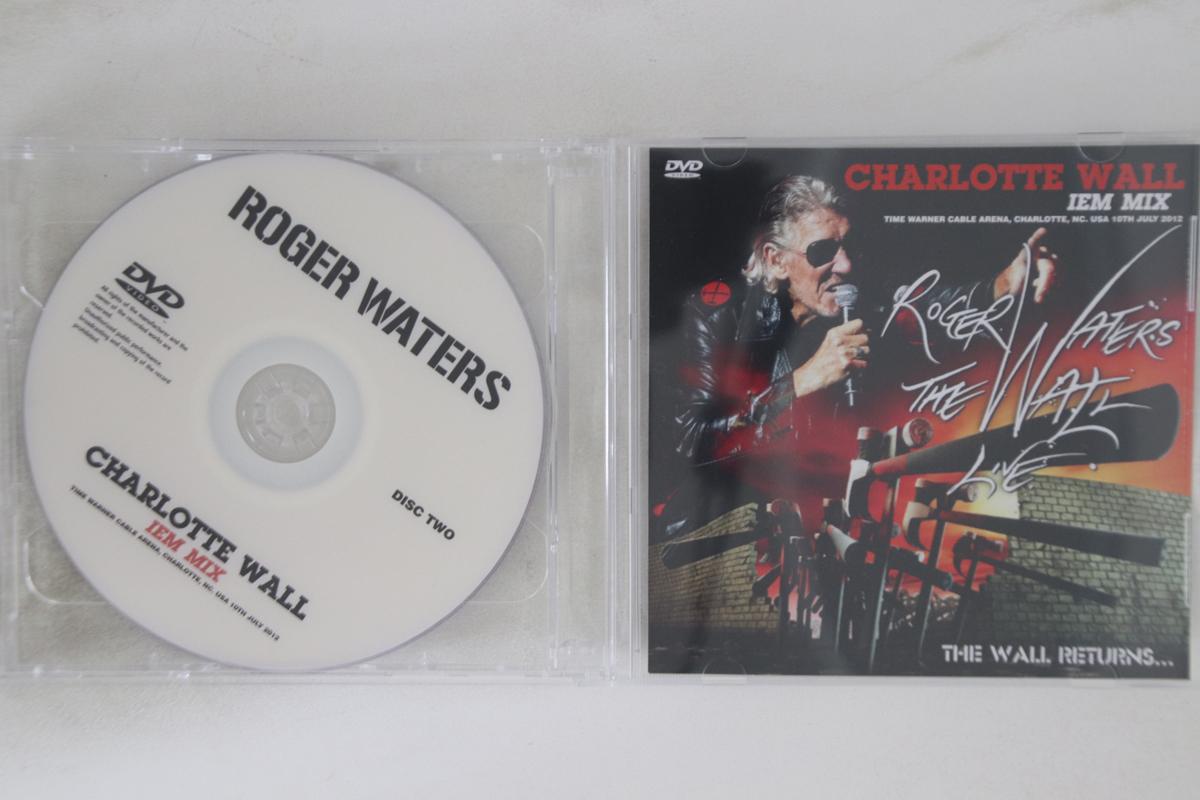 ROGER WATERS
DVD
VIDEO
All rights of the manufacturer and the
owner of the recorded works are
reserved.
Unauthorized public performance.
broadcasting and copying of the record
prohibited.
DISC TWO
CHARLOTTE WALL
IEM MIX
TIME WARNER CABLE ARENA, CHARLOTTE, NC. USA 10TH JULY 2012
DVD
VIDEO
CHARLOTTE WALL
IEM MIX
TIME WARNER CABLE ARENA, CHARLOTTE, NC. USA 10TH JULY 2012
ROGER WATERS
THE WALL
LIVE
THE WALL RETURNS...